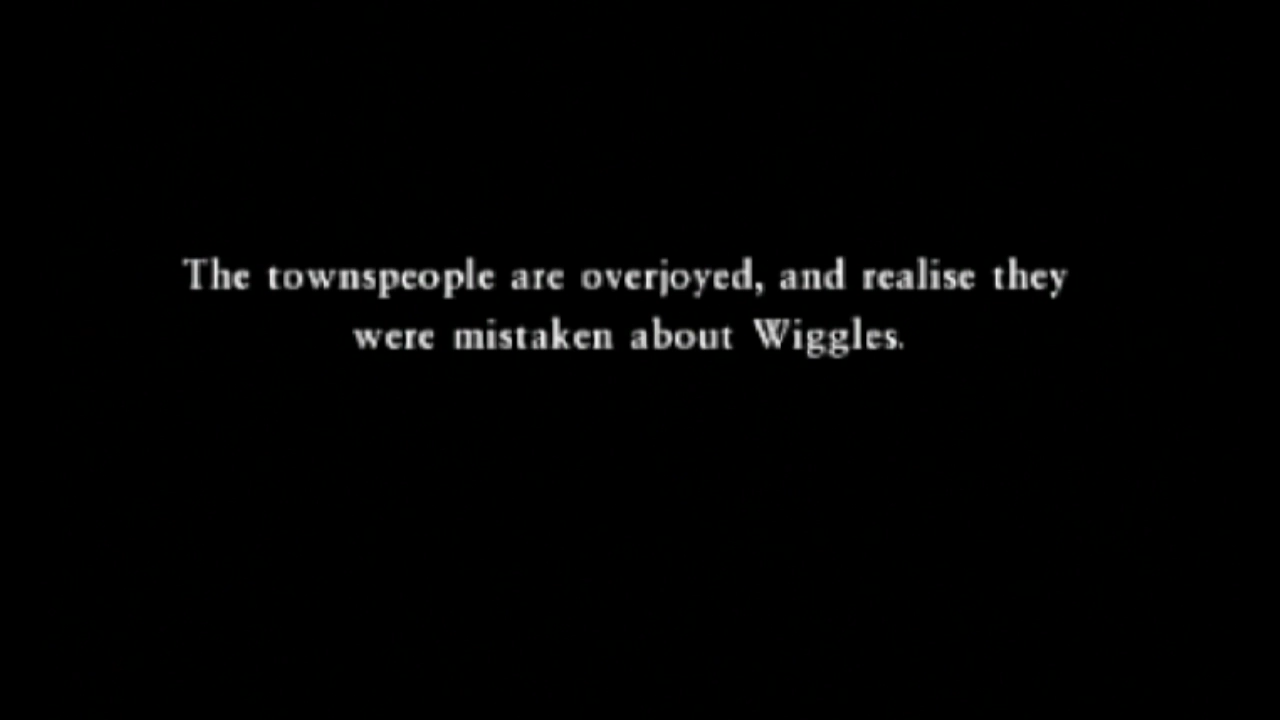 The townspeople are overjoyed, and realise they
were mistaken about Wiggles.